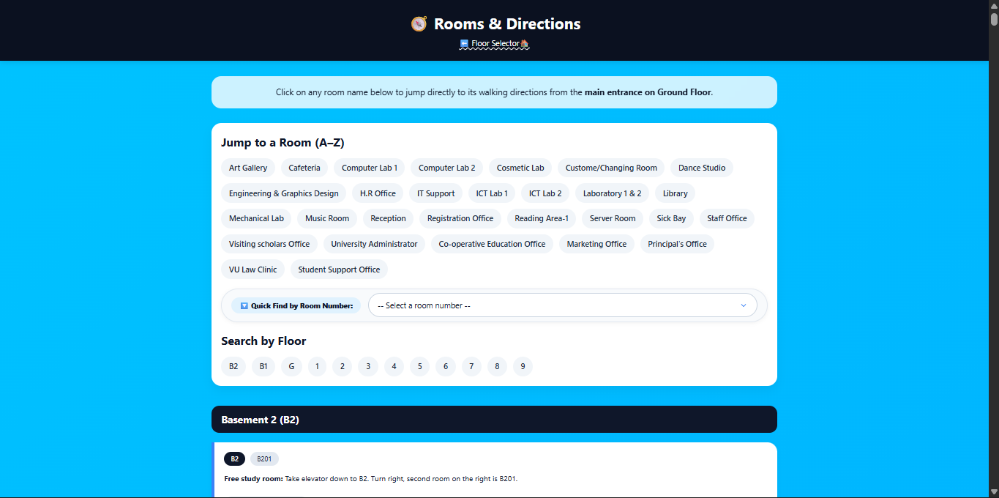 Rooms & Directions
Floor Selector
Click on any room name below to jump directly to its walking directions from the main entrance on Ground Floor.
Jump to a Room (A–Z)
Art Gallery Cafeteria Computer Lab 1 Computer Lab 2 Cosmetic Lab Custome/Changing Room Dance Studio
Engineering & Graphics Design H.R Office IT Support ICT Lab 1 ICT Lab 2 Laboratory 1 & 2 Library
Mechanical Lab Music Room Reception Registration Office Reading Area-1 Server Room Sick Bay Staff Office
Visiting scholars Office University Administrator Co-operative Education Office Marketing Office Principal's Office
VU Law Clinic Student Support Office
Quick Find by Room Number: -- Select a room number --
Search by Floor
B2 B1 G 1 2 3 4 5 6 7 8 9
Basement 2 (B2)
B2 B201
Free study room: Take elevator down to B2. Turn right, second room on the right is B201.